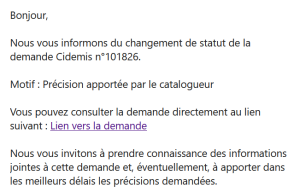 Bonjour,
Nous vous informons du changement de statut de la
demande Cidemis n°101826.
Motif : Précision apportée par le catalogueur
Vous pouvez consulter la demande directement au lien
suivant : Lien vers la demande
Nous vous invitons à prendre connaissance des informations
jointes à cette demande et, éventuellement, à apporter dans
les meilleurs délais les précisions demandées.